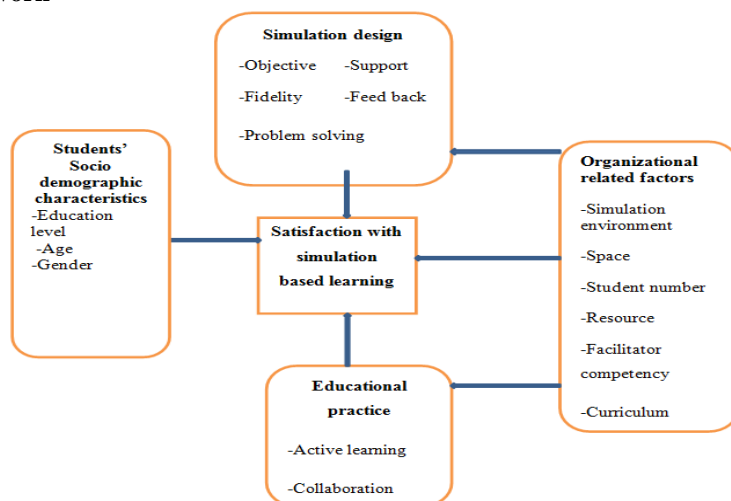 Simulation design
-Objective -Support
-Fidelity -Feed back
-Problem solving
Students'
Socio
demographic
characteristics
-Education
level
-Age
-Gender
Satisfaction with
simulation
based learning
Organizational
related factors
-Simulation
environment
-Space
-Student number
-Resource
-Facilitator
competency
-Curriculum
Educational
practice
-Active learning
-Collaboration